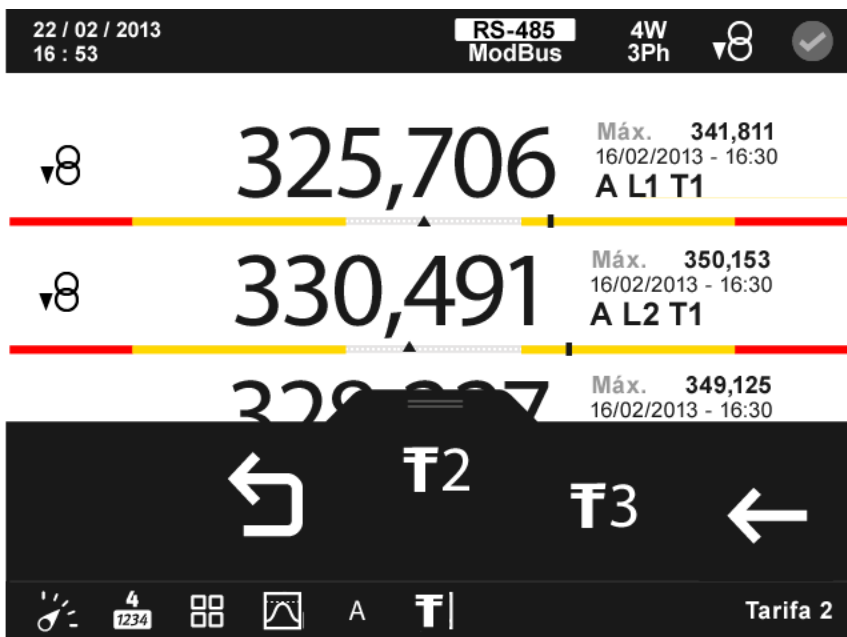 22 / 02 / 2013
16 : 53
RS-485
ModBus
4W
3Ph
325,706
Máx. 341,811
16/02/2013 - 16:30
A L1 T1
330,491
Máx. 350,153
16/02/2013 - 16:30
A L2 T1
Máx. 349,125
16/02/2013 - 16:30
T2
T3
4
1234
A
T
Tarifa 2